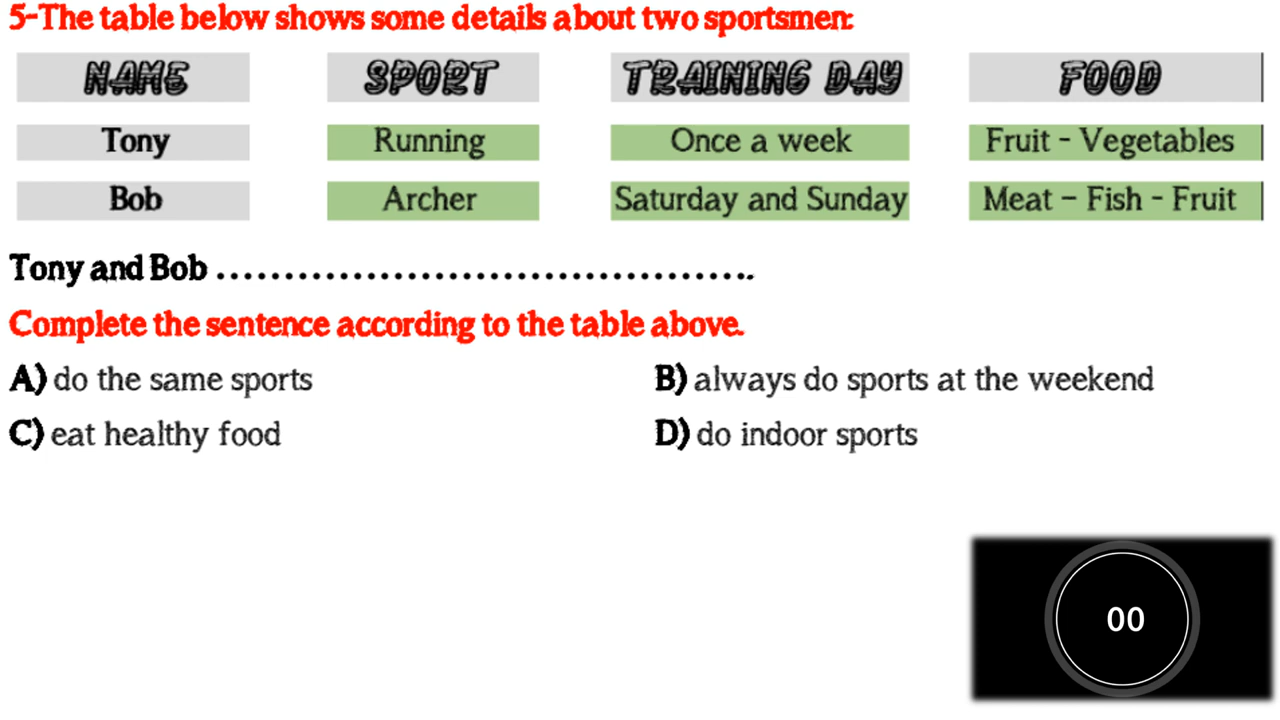 5-The table below shows some details about two sportsmen:
NAME SPORT TRAINING DAY FOOD
Tony Running Once a week Fruit - Vegetables
Bob Archer Saturday and Sunday Meat – Fish - Fruit
Tony and Bob …………………………………..
Complete the sentence according to the table above.
A) do the same sports B) always do sports at the weekend
C) eat healthy food D) do indoor sports
00